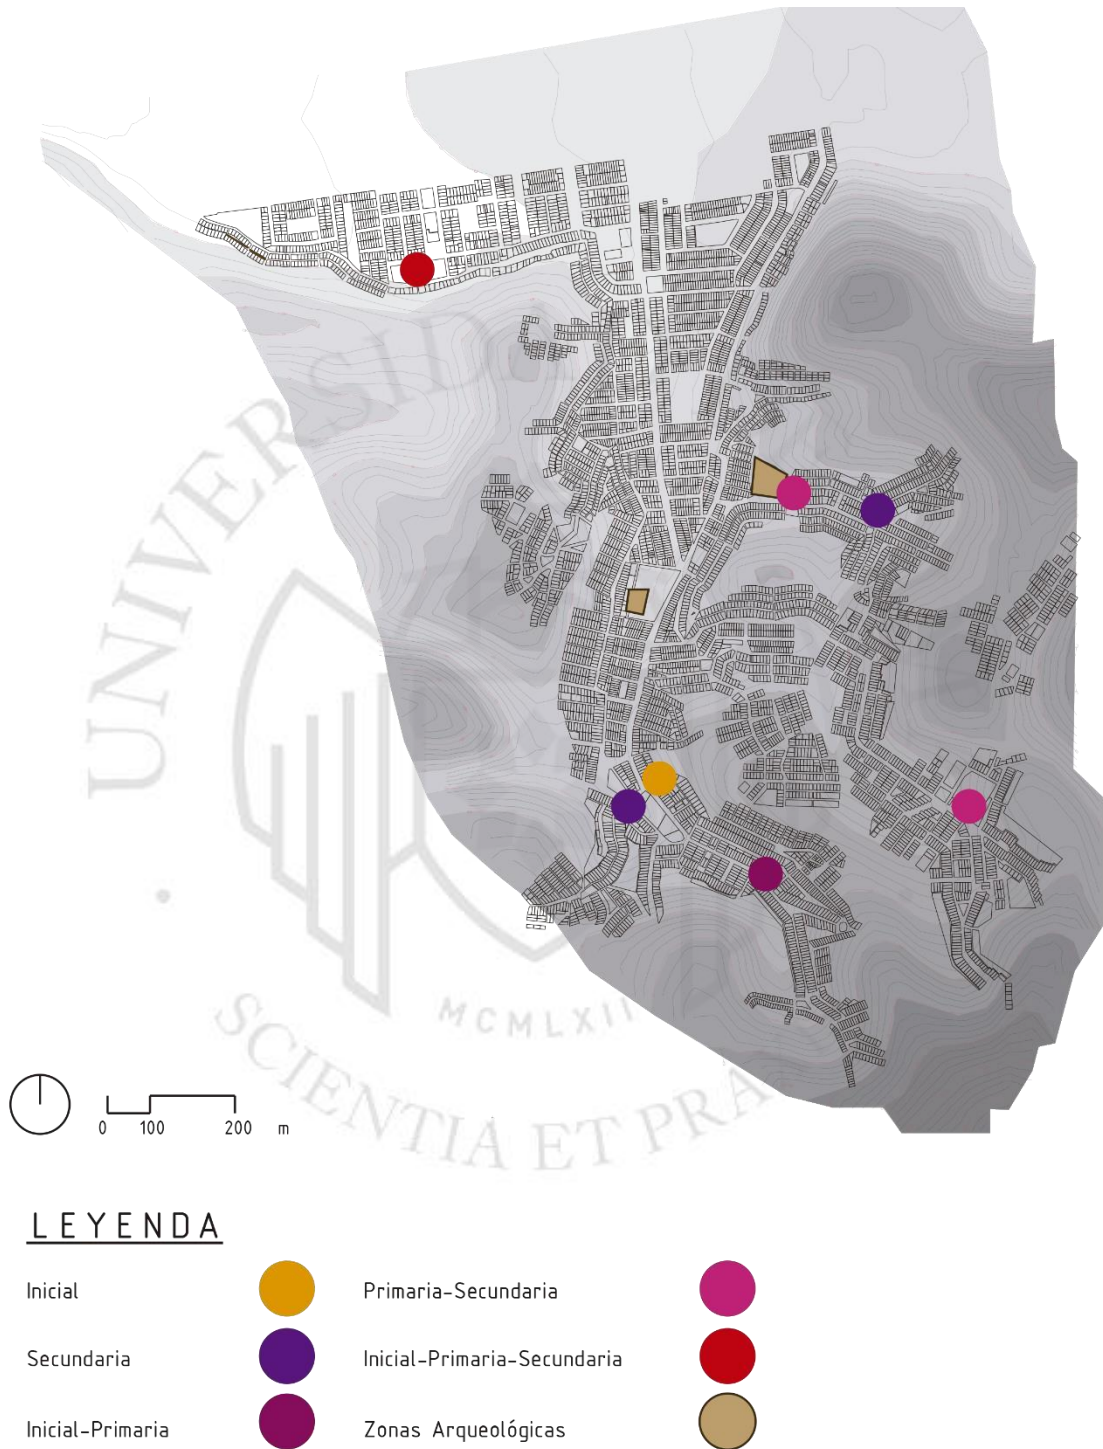 UNIVERSIDA
MCMLXII
SCIENTIA ET PRA
0 100 200 m
LEYENDA
Inicial
Primaria-Secundaria
Secundaria
Inicial-Primaria-Secundaria
Inicial-Primaria
Zonas Arqueológicas